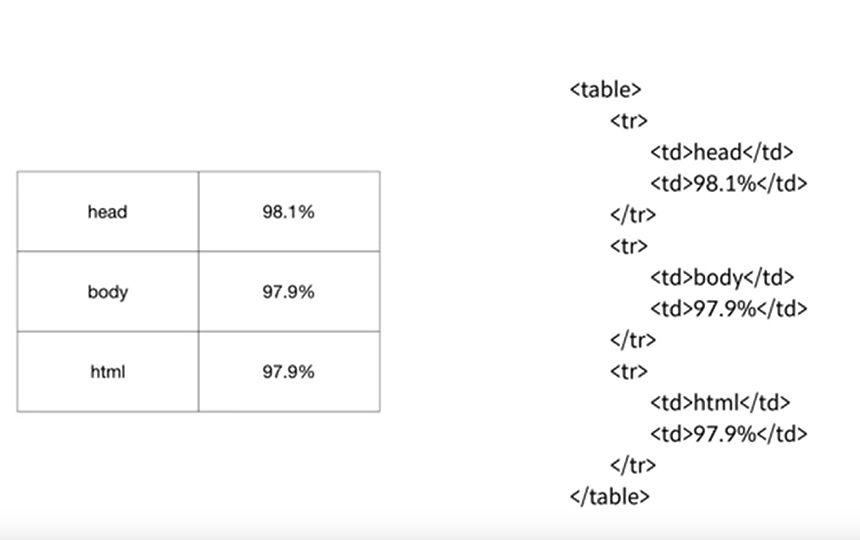 head 98.1%
body 97.9%
html 97.9%
<table>
<tr>
<td>head</td>
<td>98.1%</td>
</tr>
<tr>
<td>body</td>
<td>97.9%</td>
</tr>
<tr>
<td>html</td>
<td>97.9%</td>
</tr>
</table>